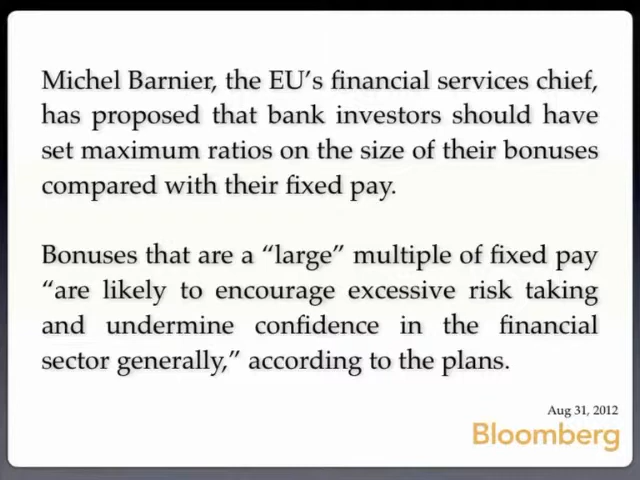 Michel Barnier, the EU’s financial services chief,
has proposed that bank investors should have
set maximum ratios on the size of their bonuses
compared with their fixed pay.
Bonuses that are a “large” multiple of fixed pay
“are likely to encourage excessive risk taking
and undermine confidence in the financial
sector generally,” according to the plans.
Aug 31, 2012
Bloomberg